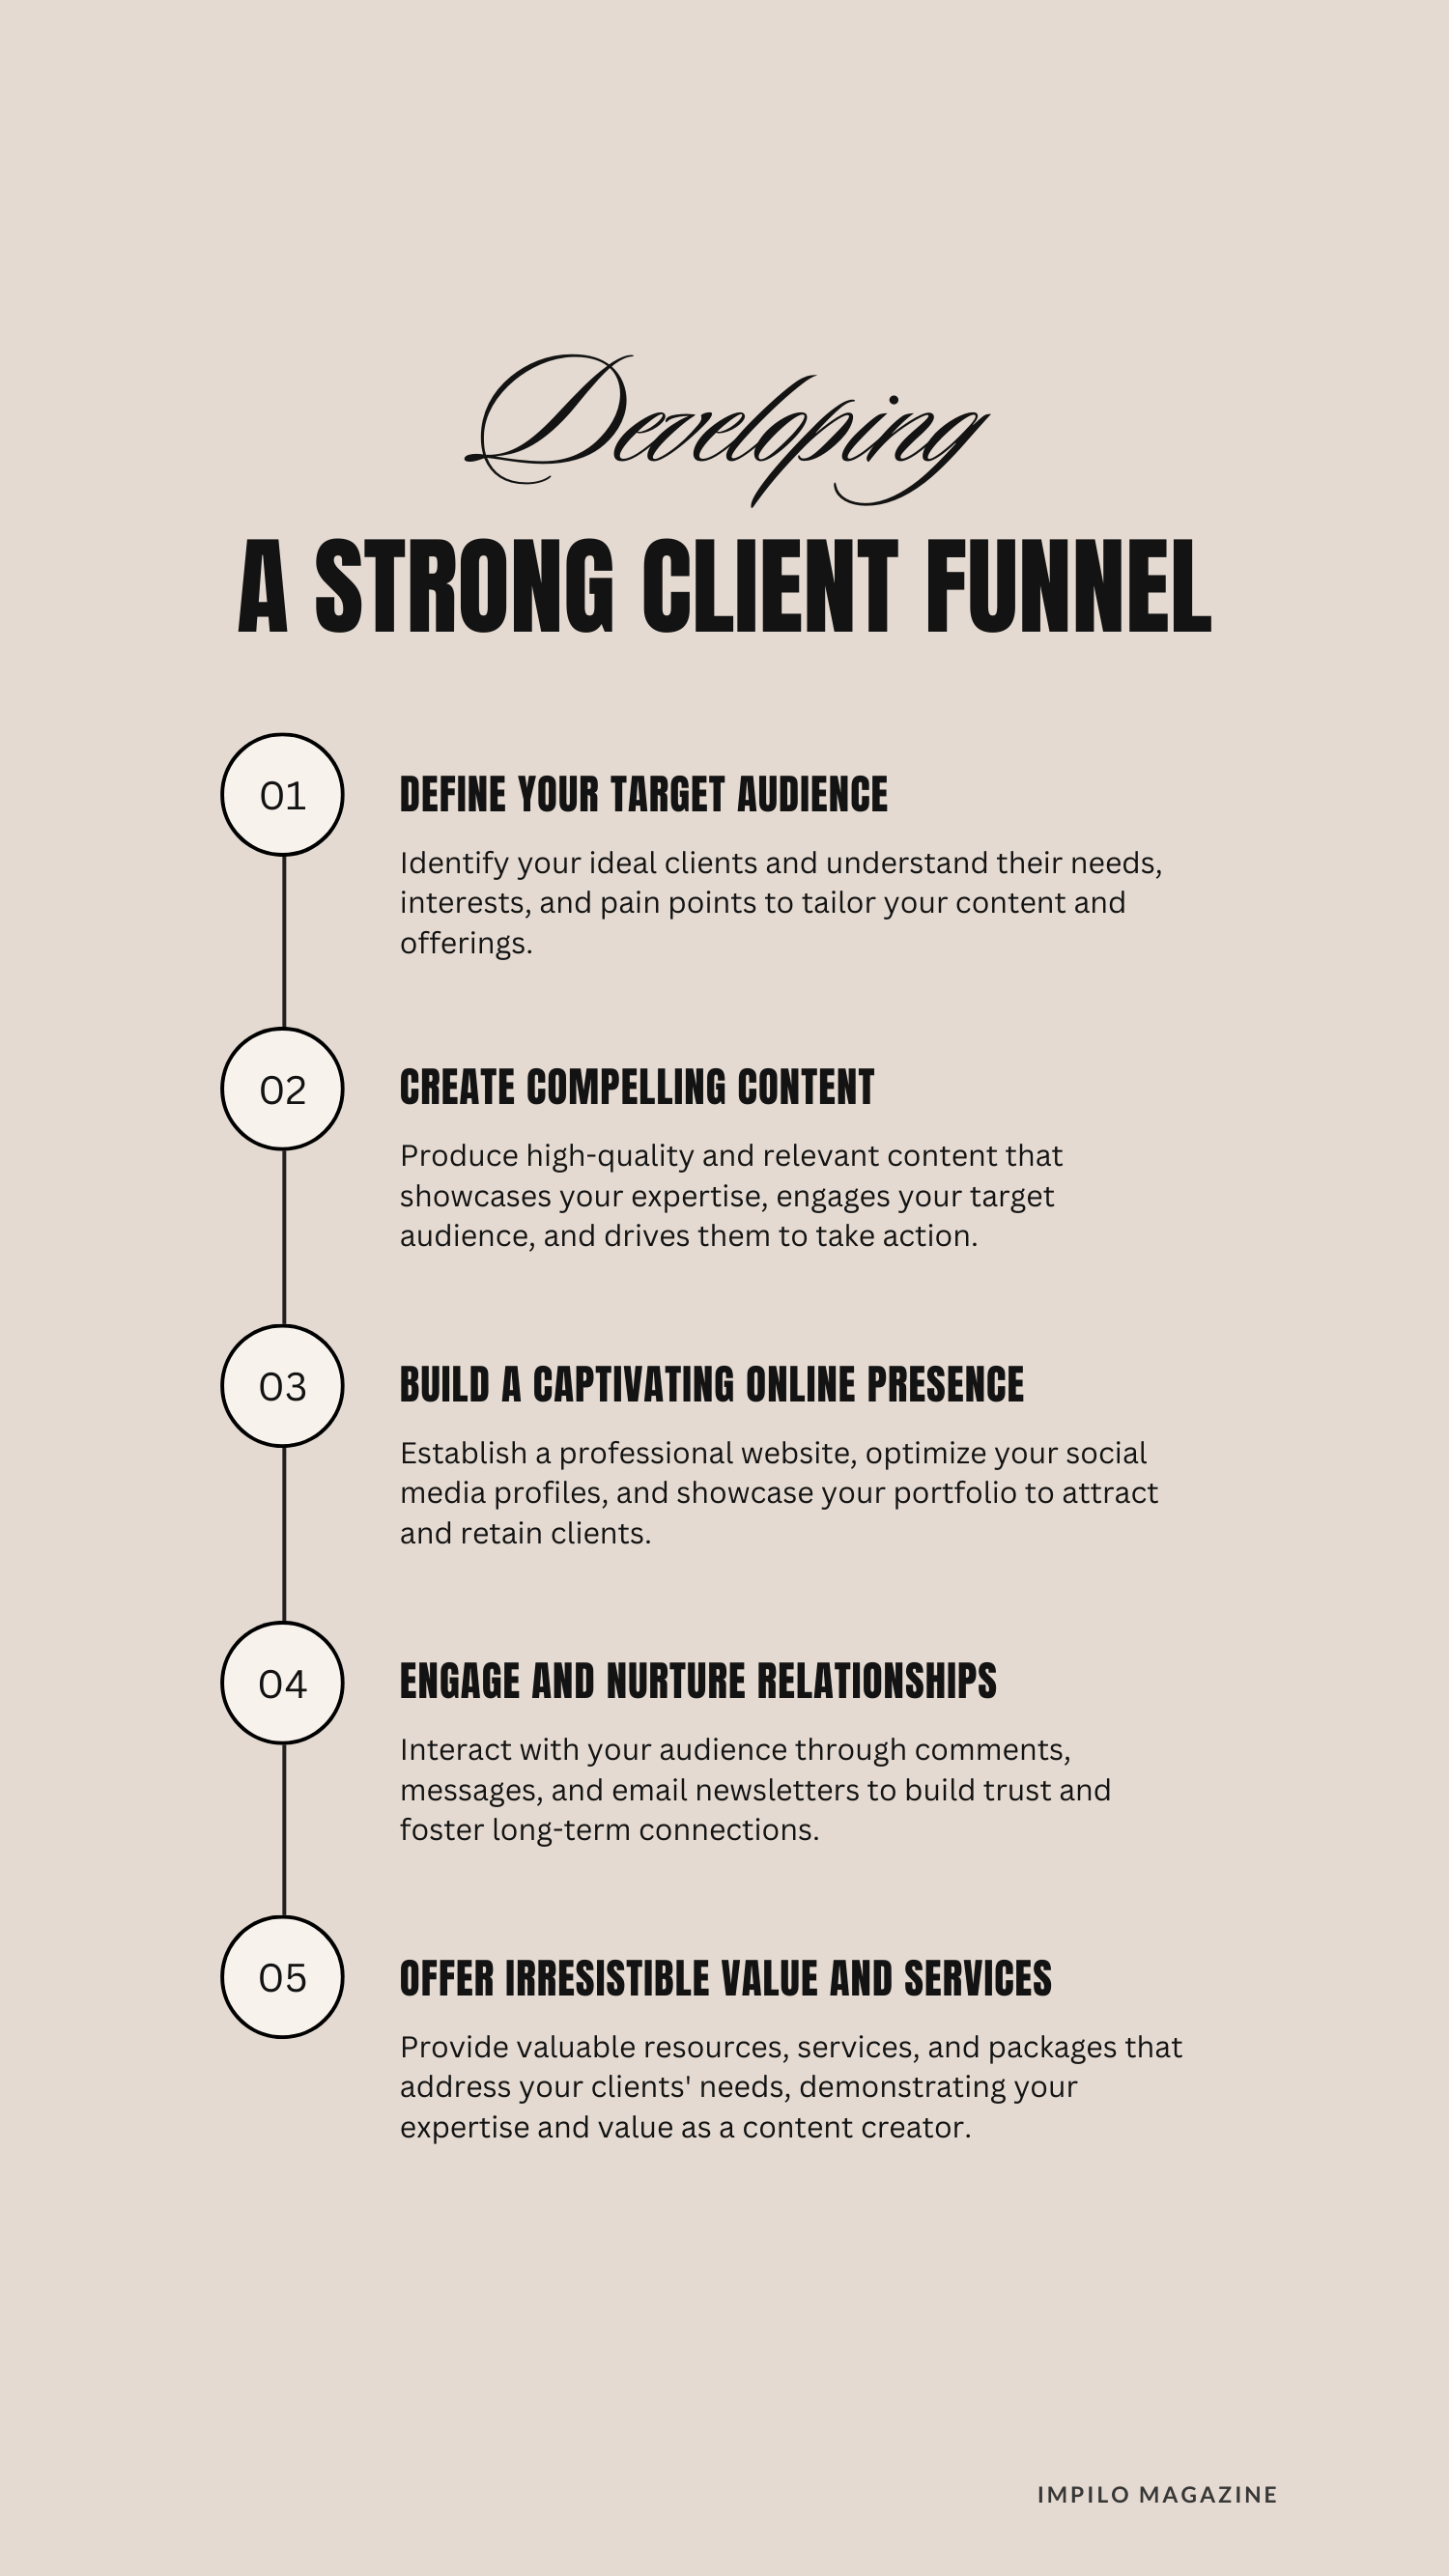 Developing
A STRONG CLIENT FUNNEL
01
DEFINE YOUR TARGET AUDIENCE
Identify your ideal clients and understand their needs,
interests, and pain points to tailor your content and
offerings.
02
CREATE COMPELLING CONTENT
Produce high-quality and relevant content that
showcases your expertise, engages your target
audience, and drives them to take action.
03
BUILD A CAPTIVATING ONLINE PRESENCE
Establish a professional website, optimize your social
media profiles, and showcase your portfolio to attract
and retain clients.
04
ENGAGE AND NURTURE RELATIONSHIPS
Interact with your audience through comments,
messages, and email newsletters to build trust and
foster long-term connections.
05
OFFER IRRESISTIBLE VALUE AND SERVICES
Provide valuable resources, services, and packages that
address your clients' needs, demonstrating your
expertise and value as a content creator.
IMPILO MAGAZINE